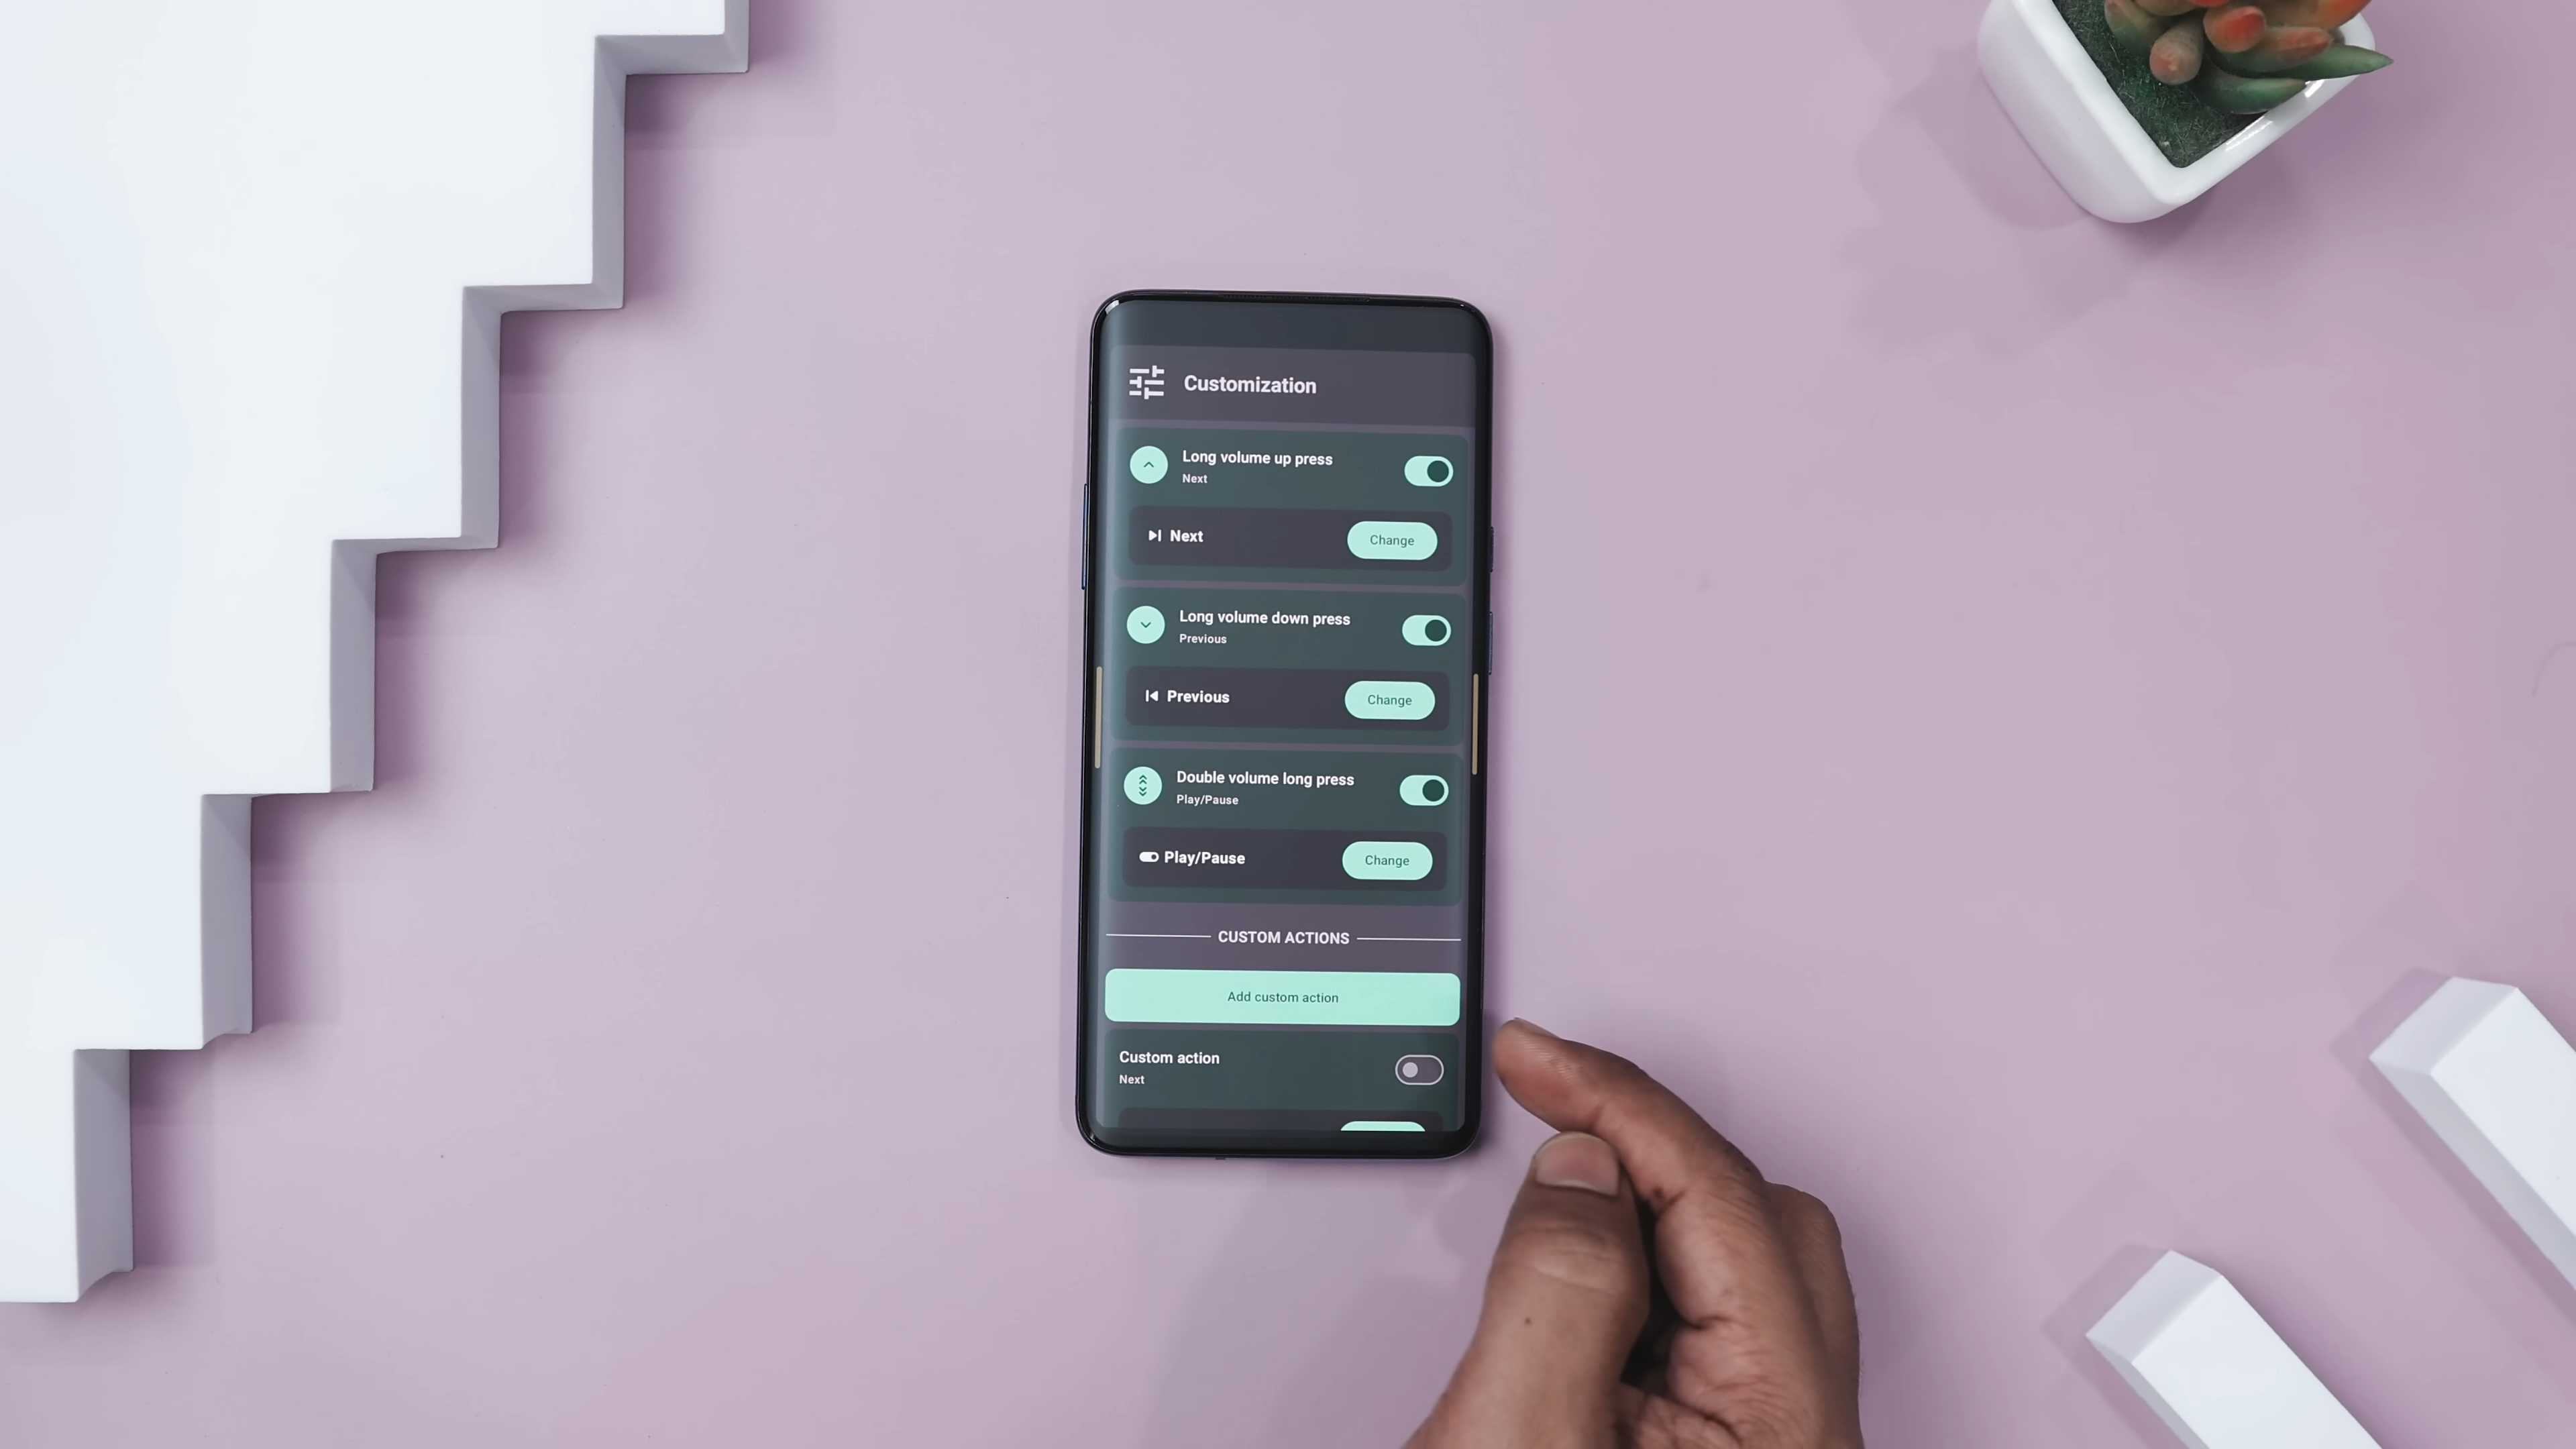 Customization
Long volume up press
Next
Next
Change
Long volume down press
Previous
Previous
Change
Double volume long press
Play/Pause
Play/Pause
Change
CUSTOM ACTIONS
Add custom action
Custom action
Next